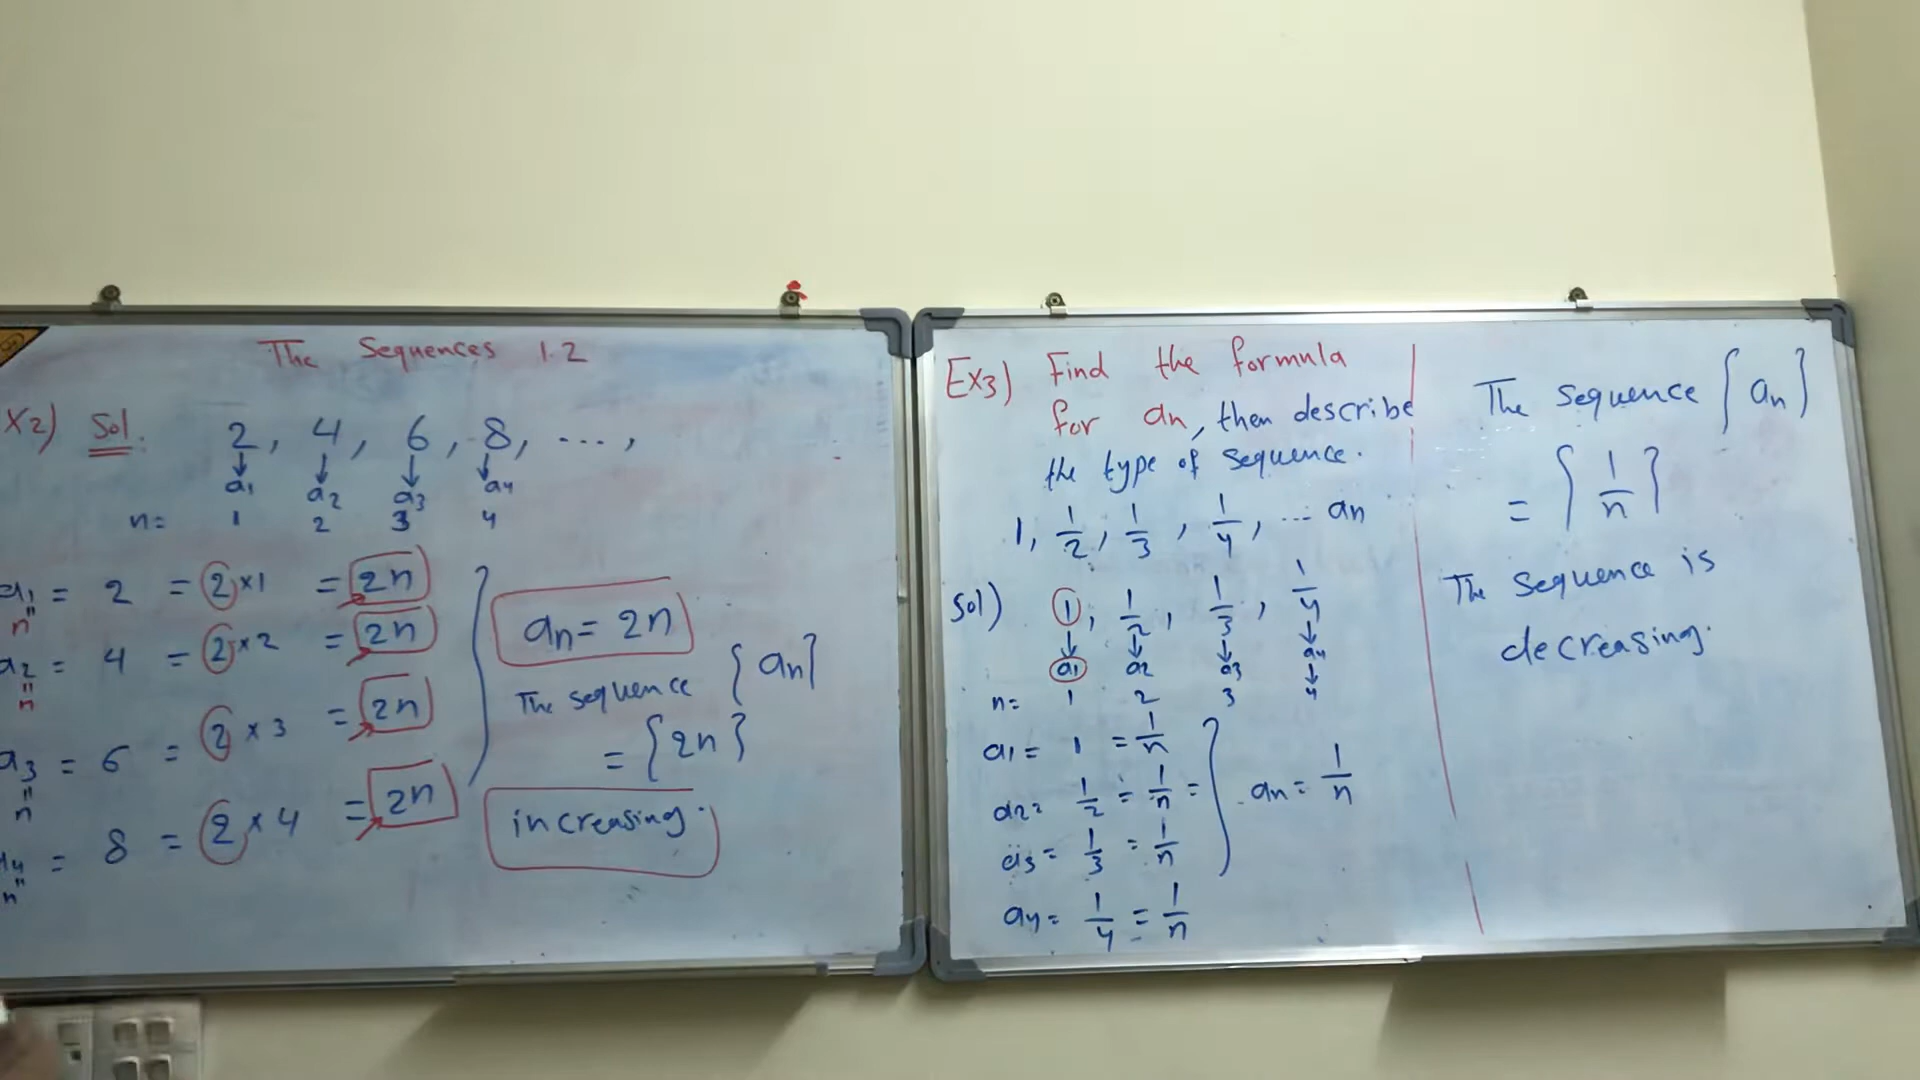 The Sequences 1.2
x2) Sol. 2, 4, 6, 8, ....,
a1 a2 a3 a4
n= 1 2 3 4
a1 = 2 = 2×1 = 2n
"
n
a2 = 4 = 2×2 = 2n
"
n
a3 = 6 = 2×3 = 2n
"
n
a4 = 8 = 2×4 = 2n
"
n
an = 2n
The sequence {an}
= {2n}
increasing.
Ex3) Find the formula
for an, then describe
the type of sequence.
1, 1/2, 1/3, 1/4, ... an
Sol) 1, 1/2, 1/3, 1/4
a1 a2 a3 a4
n= 1 2 3 4
a1 = 1 = 1/n
a2 = 1/2 = 1/n =
a3 = 1/3 = 1/n
a4 = 1/4 = 1/n
an = 1/n
The sequence {an}
= {1/n}
The sequence is
decreasing.